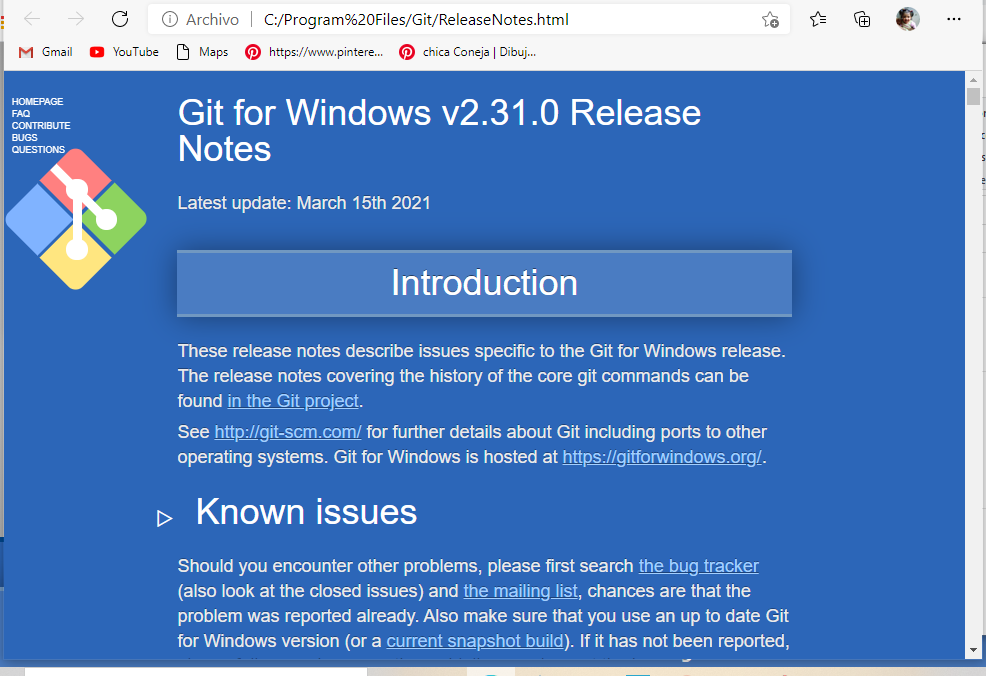 Archivo | C:/Program%20Files/Git/ReleaseNotes.html
Gmail YouTube Maps https://www.pintere... chica Coneja | Dibuj...
HOMEPAGE
FAQ
CONTRIBUTE
BUGS
QUESTIONS
Git for Windows v2.31.0 Release
Notes
Latest update: March 15th 2021
Introduction
These release notes describe issues specific to the Git for Windows release.
The release notes covering the history of the core git commands can be
found in the Git project.
See http://git-scm.com/ for further details about Git including ports to other
operating systems. Git for Windows is hosted at https://gitforwindows.org/.
Known issues
Should you encounter other problems, please first search the bug tracker
(also look at the closed issues) and the mailing list, chances are that the
problem was reported already. Also make sure that you use an up to date Git
for Windows version (or a current snapshot build). If it has not been reported,